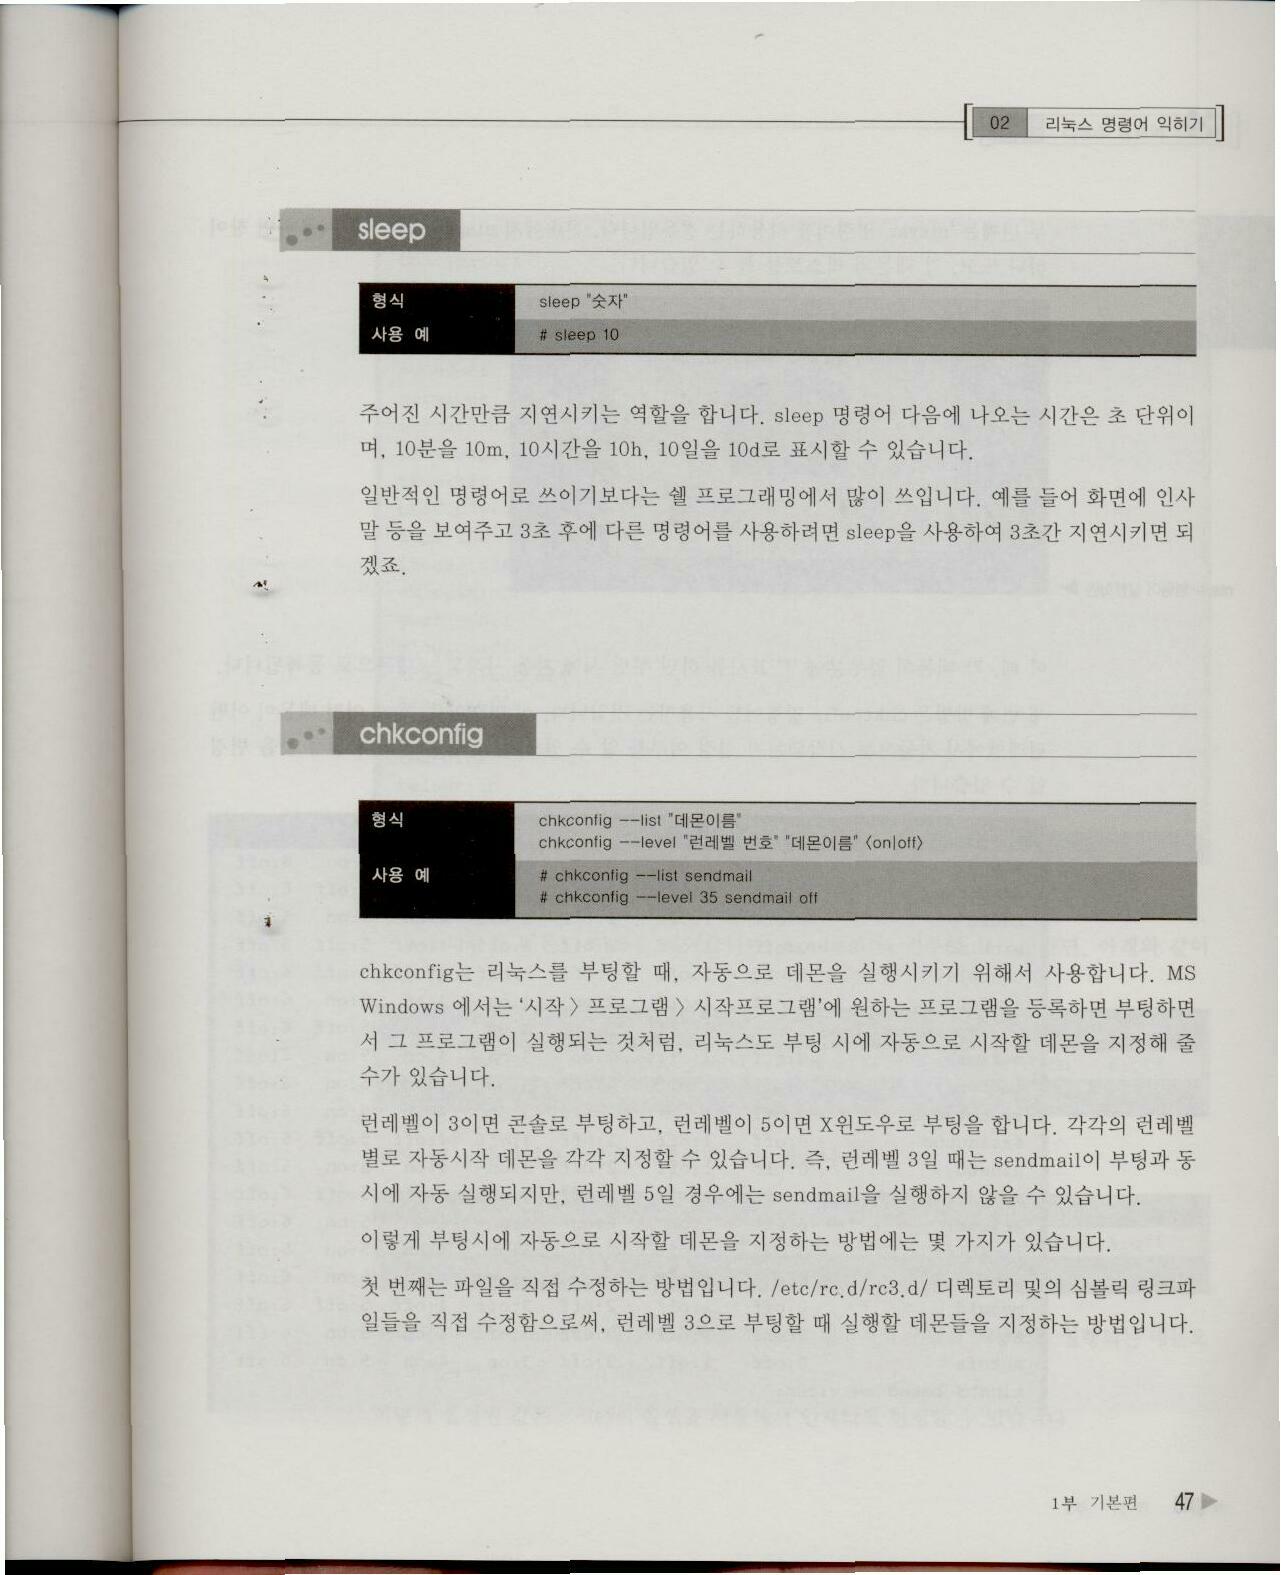 02 리눅스 명령어 익히기
sleep
형식 sleep "숫자"
사용 예 # sleep 10
주어진 시간만큼 지연시키는 역할을 합니다. sleep 명령어 다음에 나오는 시간은 초 단위이
며, 10분을 10m, 10시간을 10h, 10일을 10d로 표시할 수 있습니다.
일반적인 명령어로 쓰이기보다는 쉘 프로그래밍에서 많이 쓰입니다. 예를 들어 화면에 인사
말 등을 보여주고 3초 후에 다른 명령어를 사용하려면 sleep을 사용하여 3초간 지연시키면 되
겠죠.
chkconfig
형식 chkconfig --list "데몬이름"
chkconfig --level "런레벨 번호" "데몬이름" 〈on|off〉
사용 예 # chkconfig --list sendmail
# chkconfig --level 35 sendmail off
chkconfig는 리눅스를 부팅할 때, 자동으로 데몬을 실행시키기 위해서 사용합니다. MS
Windows 에서는 ‘시작 〉 프로그램 〉 시작프로그램’에 원하는 프로그램을 등록하면 부팅하면
서 그 프로그램이 실행되는 것처럼, 리눅스도 부팅 시에 자동으로 시작할 데몬을 지정해 줄
수가 있습니다.
런레벨이 3이면 콘솔로 부팅하고, 런레벨이 5이면 X윈도우로 부팅을 합니다. 각각의 런레벨
별로 자동시작 데몬을 각각 지정할 수 있습니다. 즉, 런레벨 3일 때는 sendmail이 부팅과 동
시에 자동 실행되지만, 런레벨 5일 경우에는 sendmail을 실행하지 않을 수 있습니다.
이렇게 부팅시에 자동으로 시작할 데몬을 지정하는 방법에는 몇 가지가 있습니다.
첫 번째는 파일을 직접 수정하는 방법입니다. /etc/rc.d/rc3.d/ 디렉토리 및의 심볼릭 링크파
일들을 직접 수정함으로써, 런레벨 3으로 부팅할 때 실행할 데몬들을 지정하는 방법입니다.
1부 기본편 47